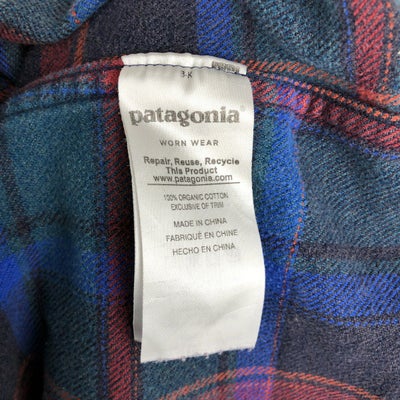 3-K
patagonia
WORN WEAR
Repair, Reuse, Recycle
This Product
www.patagonia.com
100% ORGANIC COTTON
EXCLUSIVE OF TRIM
MADE IN CHINA
FABRIQUÉ EN CHINE
HECHO EN CHINA